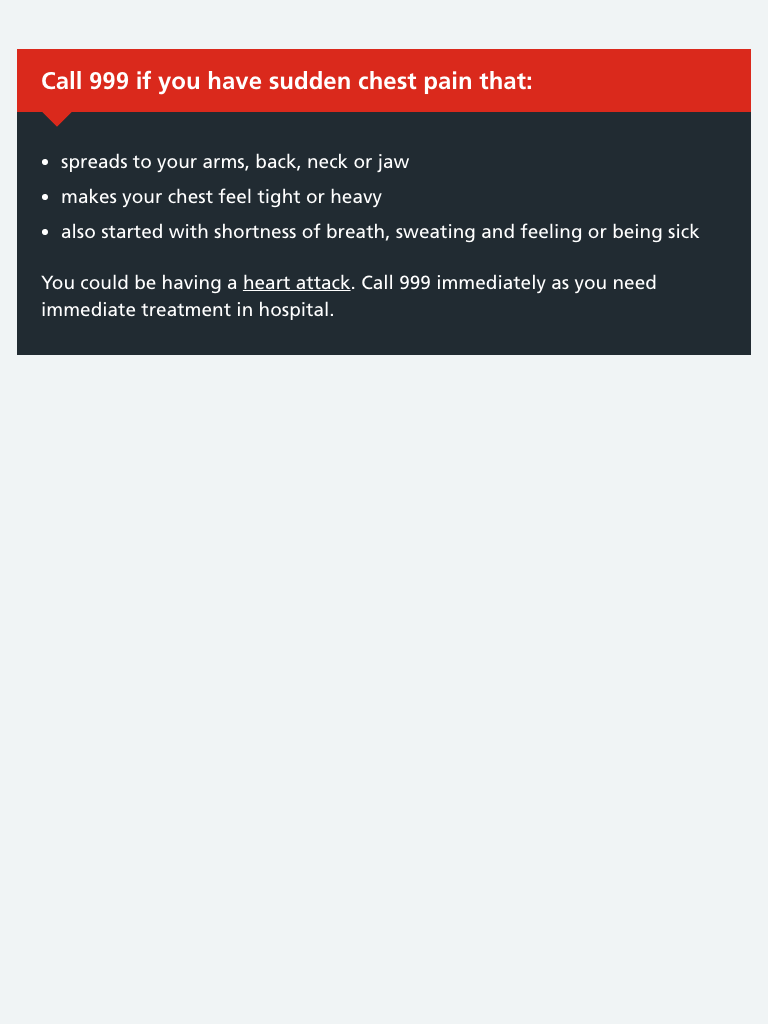 Call 999 if you have sudden chest pain that:
• spreads to your arms, back, neck or jaw
• makes your chest feel tight or heavy
• also started with shortness of breath, sweating and feeling or being sick
You could be having a heart attack. Call 999 immediately as you need
immediate treatment in hospital.